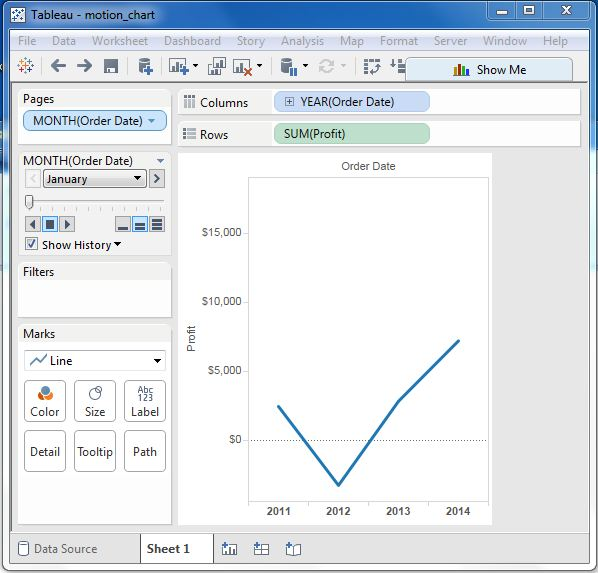 Tableau - motion_chart
File Data Worksheet Dashboard Story Analysis Map Format Server Window Help
Show Me
Pages
MONTH(Order Date)
Columns
YEAR(Order Date)
Rows
SUM(Profit)
MONTH(Order Date)
January
Show History
Filters
Marks
Line
Color
Size
Abc
123
Label
Detail
Tooltip
Path
Order Date
Profit
$15,000
$10,000
$5,000
$0
2011 2012 2013 2014
Data Source
Sheet 1